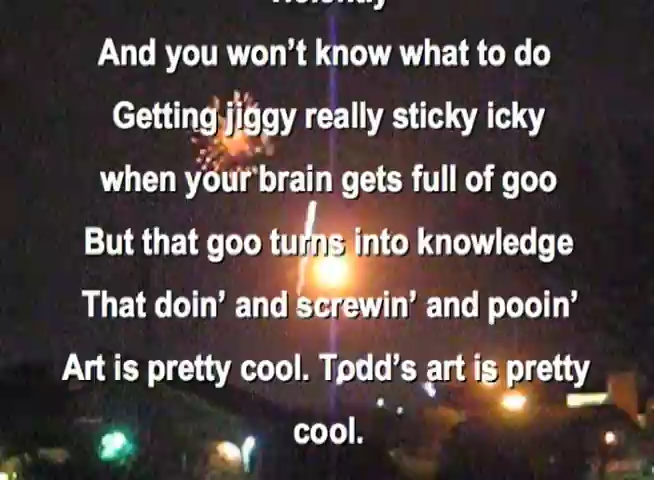 And you won't know what to do
Getting jiggy really sticky icky
when your brain gets full of goo
But that goo turns into knowledge
That doin' and screwin' and pooin'
Art is pretty cool. Todd's art is pretty
cool.